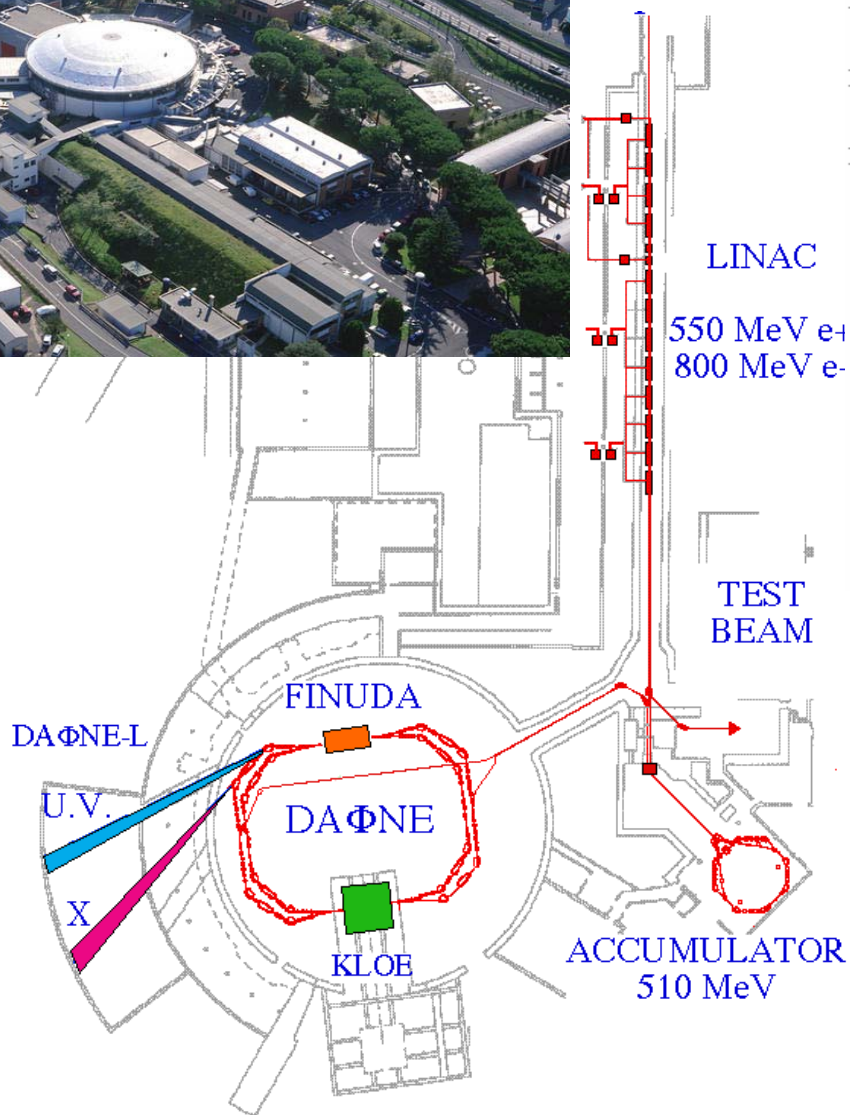 LINAC
550 MeV e+
800 MeV e-
TEST
BEAM
FINUDA
DAΦNE-L
U.V.
DAΦNE
X
KLOE
ACCUMULATOR
510 MeV